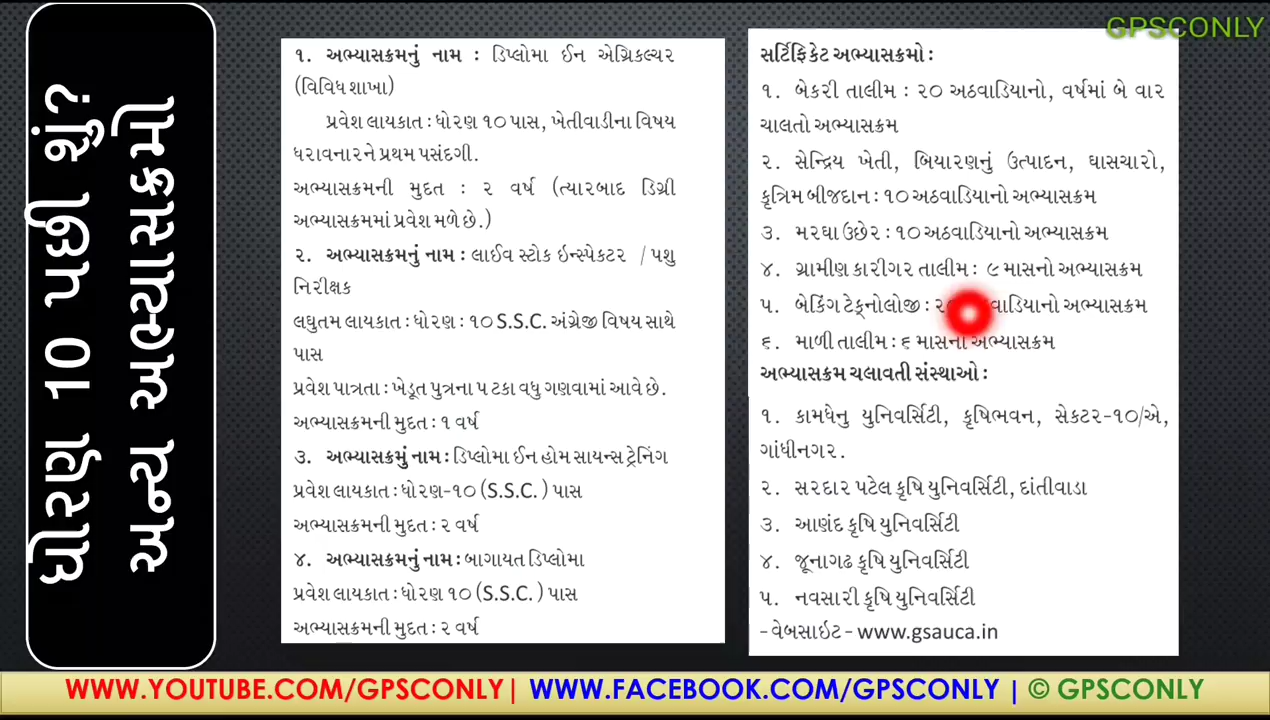 GPSCONLY
ધોરણ 10 પછી શું?
અન્ય અભ્યાસક્રમો
૧. અભ્યાસક્રમનું નામ : ડિપ્લોમા ઈન એગ્રિકલ્ચર
(વિવિધ શાખા)
પ્રવેશ લાયકાત : ધોરણ ૧૦ પાસ, ખેતીવાડીના વિષય
ધરાવનારને પ્રથમ પસંદગી.
અભ્યાસક્રમની મુદત : ૨ વર્ષ (ત્યારબાદ ડિગ્રી
અભ્યાસક્રમમાં પ્રવેશ મળે છે.)
૨. અભ્યાસક્રમનું નામ : લાઈવ સ્ટોક ઇન્સ્પેકટર / પશુ
નિરીક્ષક
લઘુતમ લાયકાત : ધોરણ : ૧૦ S.S.C. અંગ્રેજી વિષય સાથે
પાસ
પ્રવેશ પાત્રતા : ખેડૂત પુત્રના ૫ ટકા વધુ ગણવામાં આવે છે.
અભ્યાસક્રમની મુદત : ૧ વર્ષ
૩. અભ્યાસક્રમું નામ : ડિપ્લોમા ઈન હોમ સાયન્સ ટ્રેનિંગ
પ્રવેશ લાયકાત : ધોરણ-૧૦ (S.S.C. ) પાસ
અભ્યાસક્રમની મુદત : ૨ વર્ષ
૪. અભ્યાસક્રમનું નામ : બાગાયત ડિપ્લોમા
પ્રવેશ લાયકાત : ધોરણ ૧૦ (S.S.C. ) પાસ
અભ્યાસક્રમની મુદત : ૨ વર્ષ
સર્ટિફિકેટ અભ્યાસક્રમો :
૧. બેકરી તાલીમ : ૨૦ અઠવાડિયાનો, વર્ષમાં બે વાર
ચાલતો અભ્યાસક્રમ
૨. સેન્દ્રિય ખેતી, બિયારણનું ઉત્પાદન, ઘાસચારો,
કૃત્રિમ બીજદાન : ૧૦ અઠવાડિયાનો અભ્યાસક્રમ
૩. મરઘા ઉછેર : ૧૦ અઠવાડિયાનો અભ્યાસક્રમ
૪. ગ્રામીણ કારીગર તાલીમ : ૯ માસનો અભ્યાસક્રમ
૫. બેકિંગ ટેક્નોલોજી : અભ્યાસક્રમ
૬. માળી તાલીમ : ૬ માસનો અભ્યાસક્રમ
અભ્યાસક્રમ ચલાવતી સંસ્થાઓ :
૧. કામધેનુ યુનિવર્સિટી, કૃષિભવન, સેકટર-૧૦/એ,
ગાંધીનગર.
૨. સરદાર પટેલ કૃષિ યુનિવર્સિટી, દાંતીવાડા
૩. આણંદ કૃષિ યુનિવર્સિટી
૪. જૂનાગઢ કૃષિ યુનિવર્સિટી
૫. નવસારી કૃષિ યુનિવર્સિટી
- વેબસાઇટ - www.gsauca.in
WWW.YOUTUBE.COM/GPSCONLY | WWW.FACEBOOK.COM/GPSCONLY | © GPSCONLY